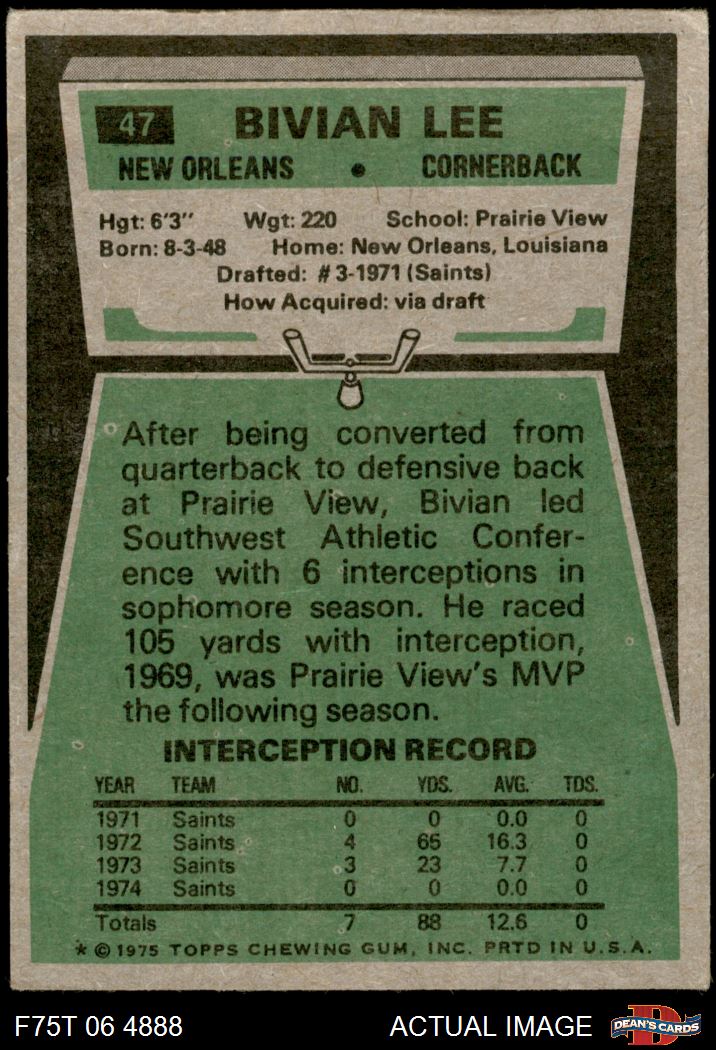 47 BIVIAN LEE
NEW ORLEANS • CORNERBACK
Hgt: 6'3" Wgt: 220 School: Prairie View
Born: 8-3-48 Home: New Orleans, Louisiana
Drafted: #3-1971 (Saints)
How Acquired: via draft
After being converted from
quarterback to defensive back
at Prairie View, Bivian led
Southwest Athletic Confer-
ence with 6 interceptions in
sophomore season. He raced
105 yards with interception,
1969, was Prairie View's MVP
the following season.
INTERCEPTION RECORD
YEAR TEAM NO. YDS. AVG. TDS.
1971 Saints 0 0 0.0 0
1972 Saints 4 65 16.3 0
1973 Saints 3 23 7.7 0
1974 Saints 0 0 0.0 0
Totals 7 88 12.6 0
* © 1975 TOPPS CHEWING GUM, INC. PRTD IN U.S.A.
F75T 06 4888 ACTUAL IMAGE DEAN'S CARDS